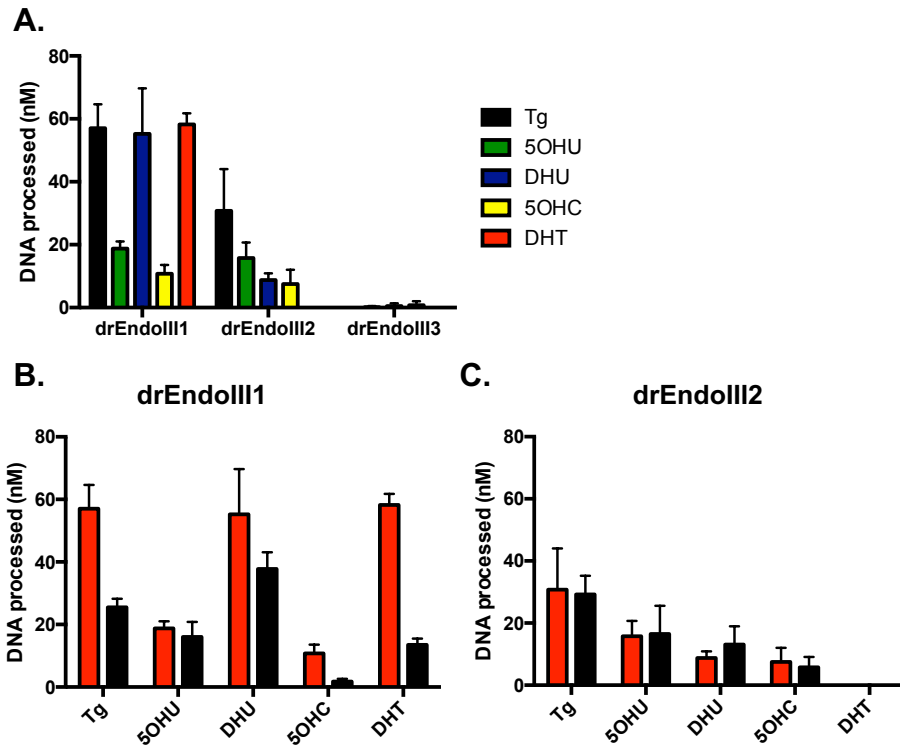 A.
DNA processed (nM)
80
60
40
20
0
drEndoIII1 drEndoIII2 drEndoIII3
Tg
5OHU
DHU
5OHC
DHT
B.
drEndoIII1
DNA processed (nM)
80
60
40
20
0
Tg 5OHU DHU 5OHC DHT
C.
drEndoIII2
DNA processed (nM)
80
60
40
20
0
Tg 5OHU DHU 5OHC DHT